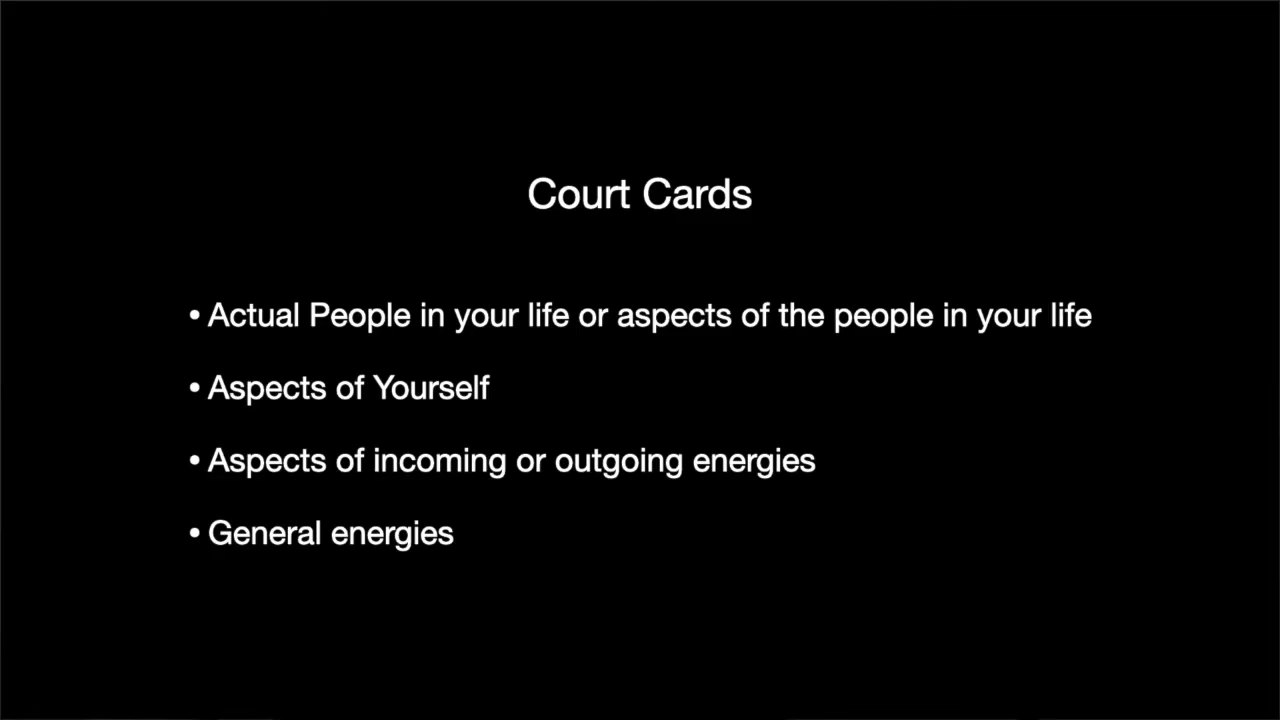 Court Cards
• Actual People in your life or aspects of the people in your life
• Aspects of Yourself
• Aspects of incoming or outgoing energies
• General energies